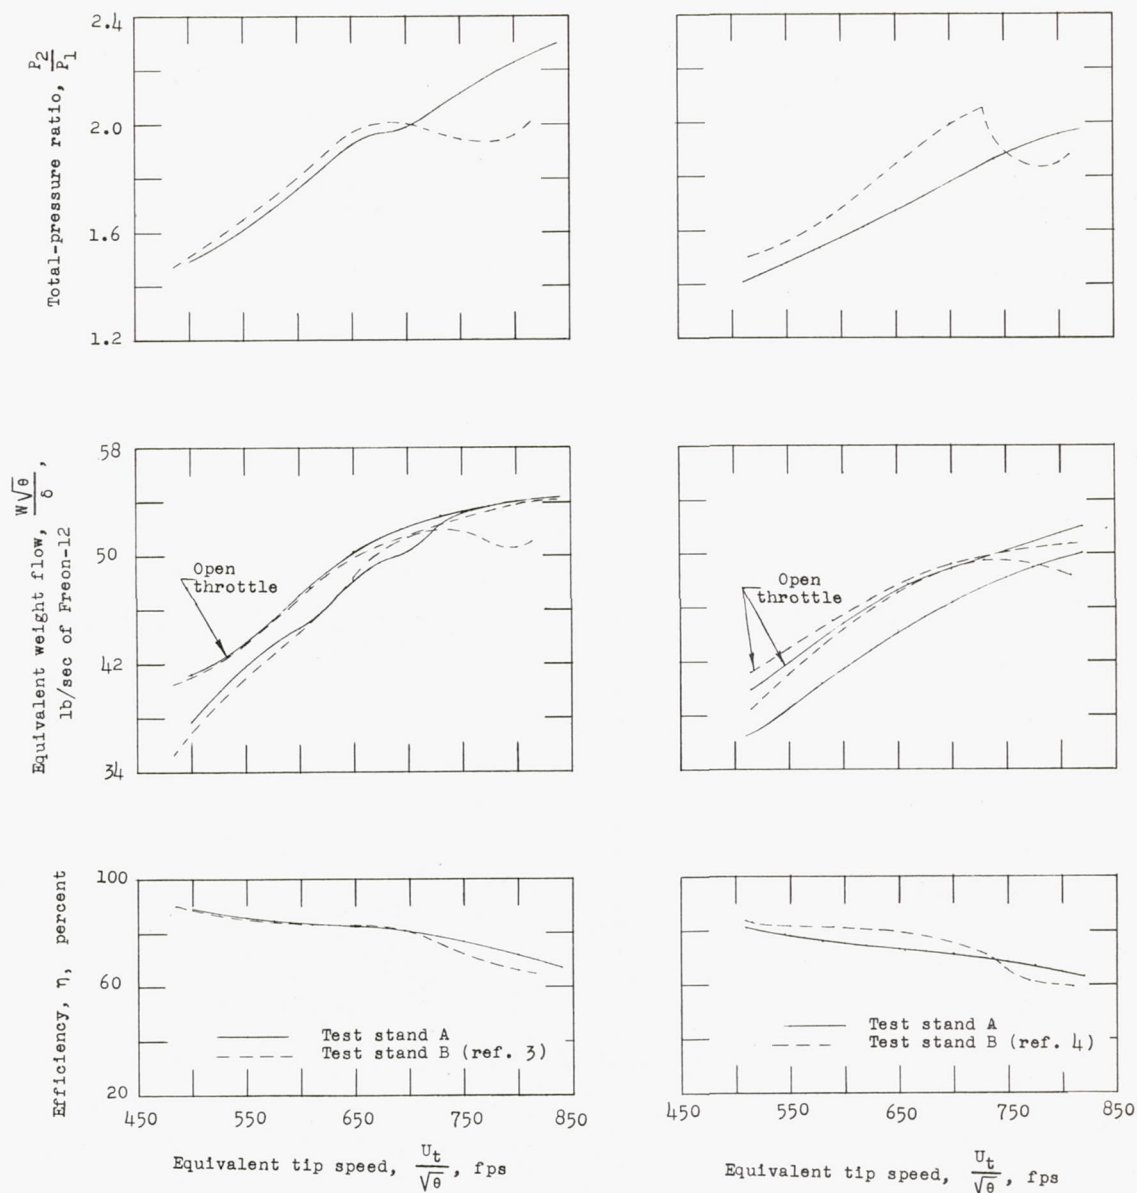 Total-pressure ratio, P2/P1
2.4
2.0
1.6
1.2
Equivalent weight flow, W√θ/δ,
lb/sec of Freon-12
58
50
42
34
Open
throttle
Open
throttle
Efficiency, η, percent
100
60
20
Test stand A
Test stand B (ref. 3)
Test stand A
Test stand B (ref. 4)
450 550 650 750 850
450 550 650 750 850
Equivalent tip speed, Ut/√θ, fps
Equivalent tip speed, Ut/√θ, fps